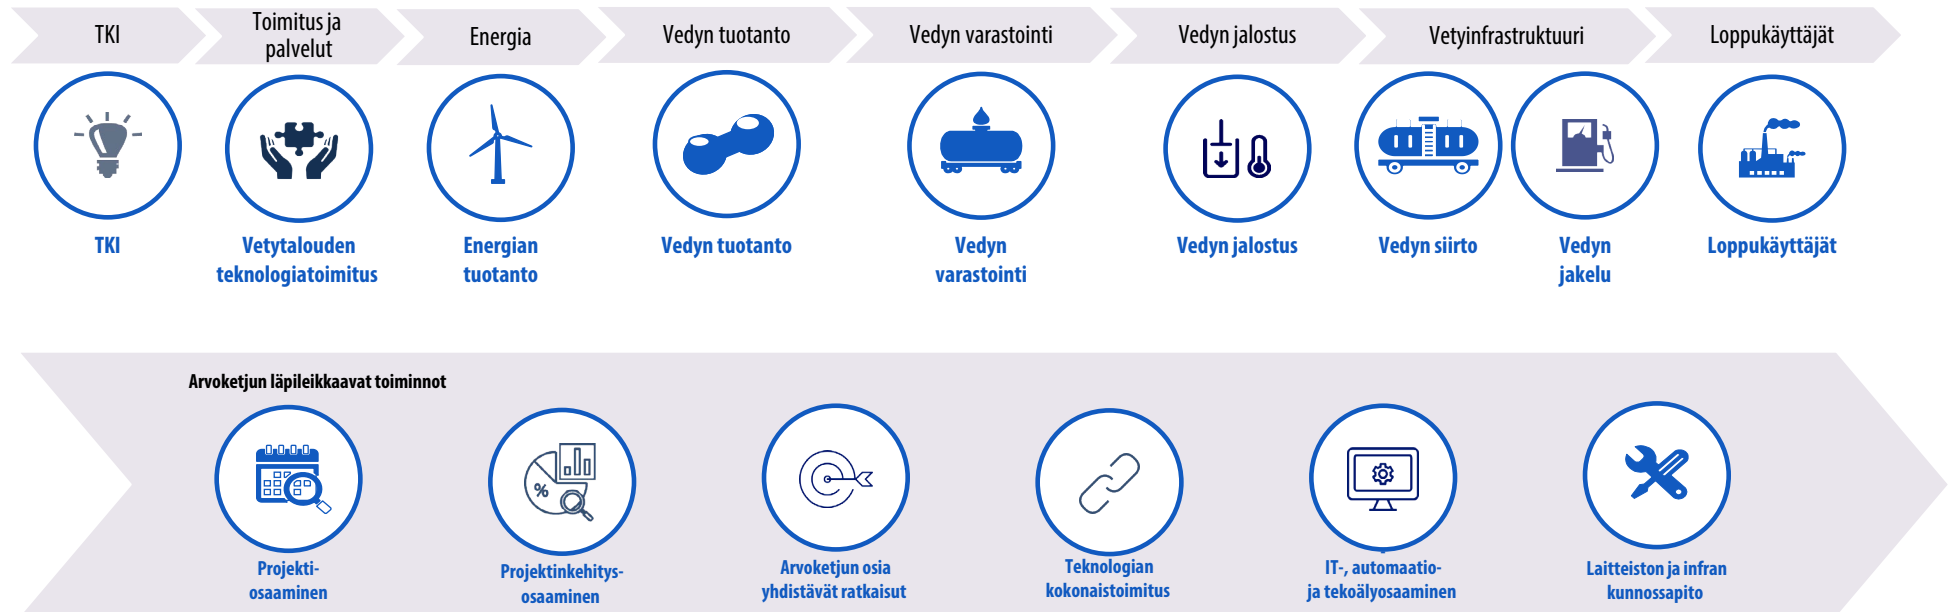 TKI
Toimitus ja
palvelut
Energia
Vedyn tuotanto
Vedyn varastointi
Vedyn jalostus
Vetyinfrastruktuuri
Loppukäyttäjät
TKI
Vetytalouden
teknologiatoimitus
Energian
tuotanto
Vedyn tuotanto
Vedyn
varastointi
Vedyn jalostus
Vedyn siirto
Vedyn
jakelu
Loppukäyttäjät
Arvoketjun läpileikkaavat toiminnot
%
Projekti-
osaaminen
Projektinkehitys-
osaaminen
Arvoketjun osia
yhdistävät ratkaisut
Teknologian
kokonaistoimitus
IT-, automaatio-
ja tekoälyosaaminen
Laitteiston ja infran
kunnossapito